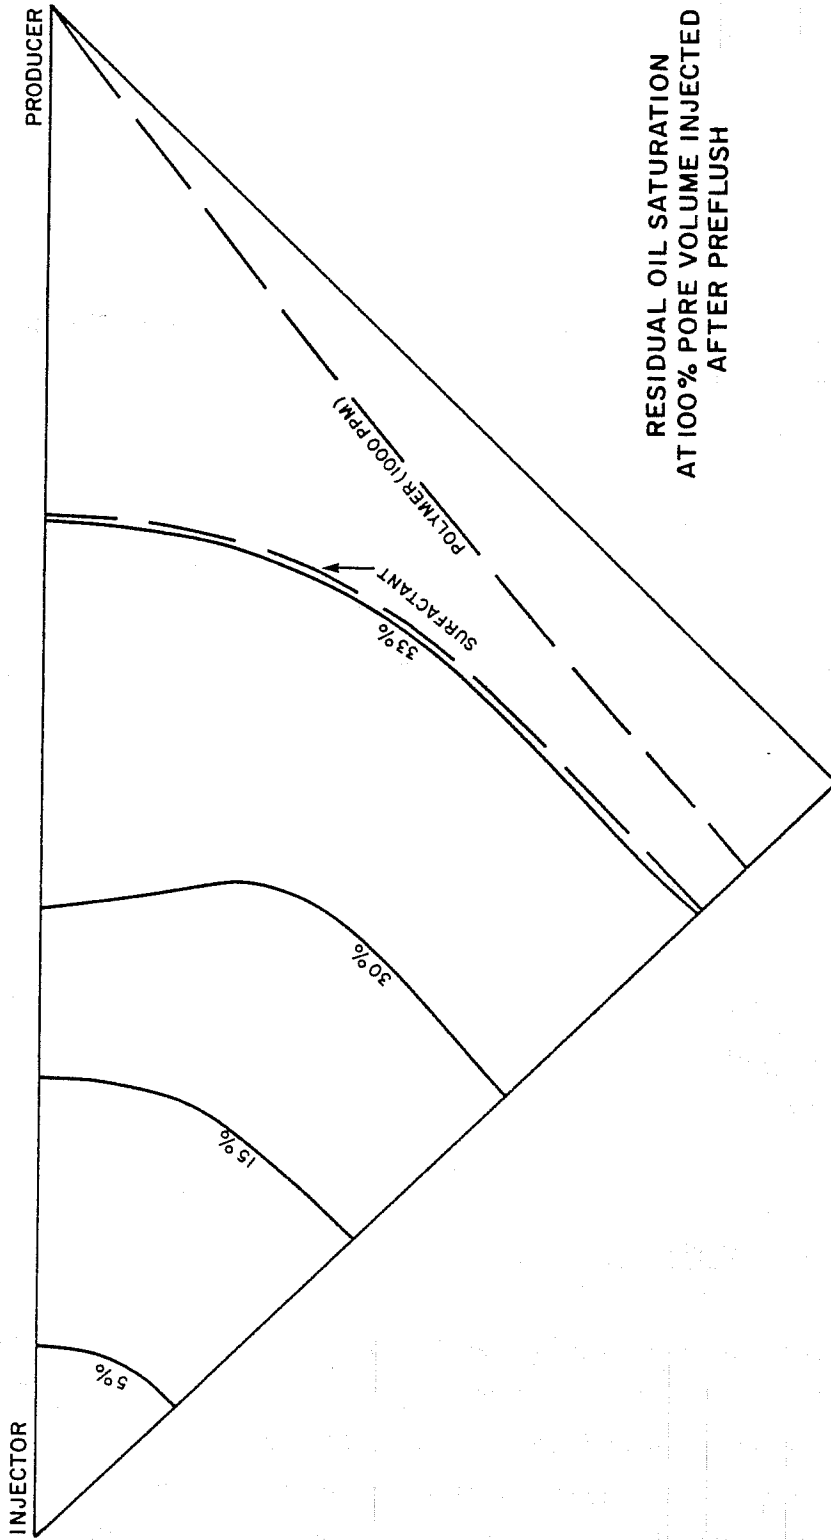 INJECTOR
PRODUCER
5%
15%
30%
33%
SURFACTANT
POLYMER (1000 PPM)
RESIDUAL OIL SATURATION
AT 100% PORE VOLUME INJECTED
AFTER PREFLUSH